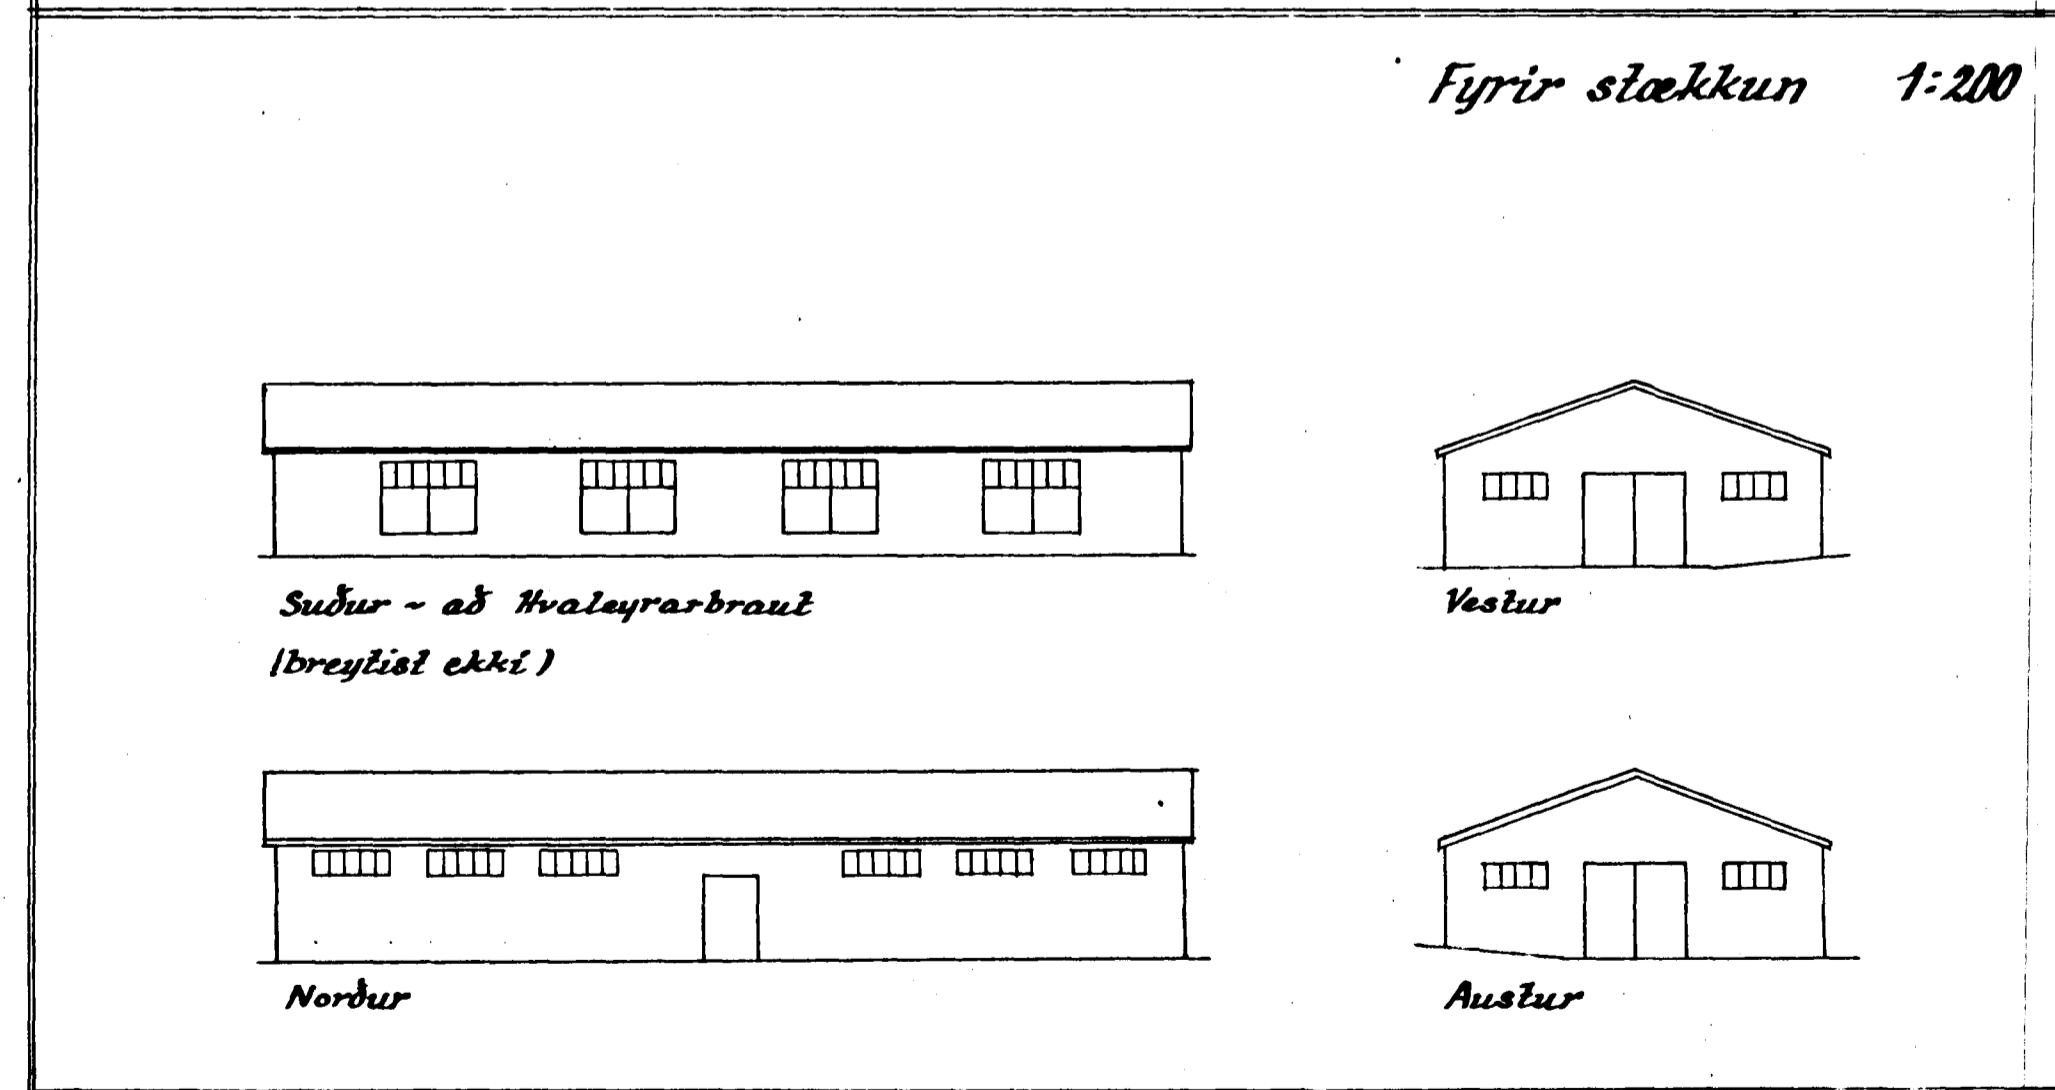 Fyrir stækkun 1:200
Suður ~ að Hvaleyrarbraut
(breytist ekki)
Vestur
Norður
Austur